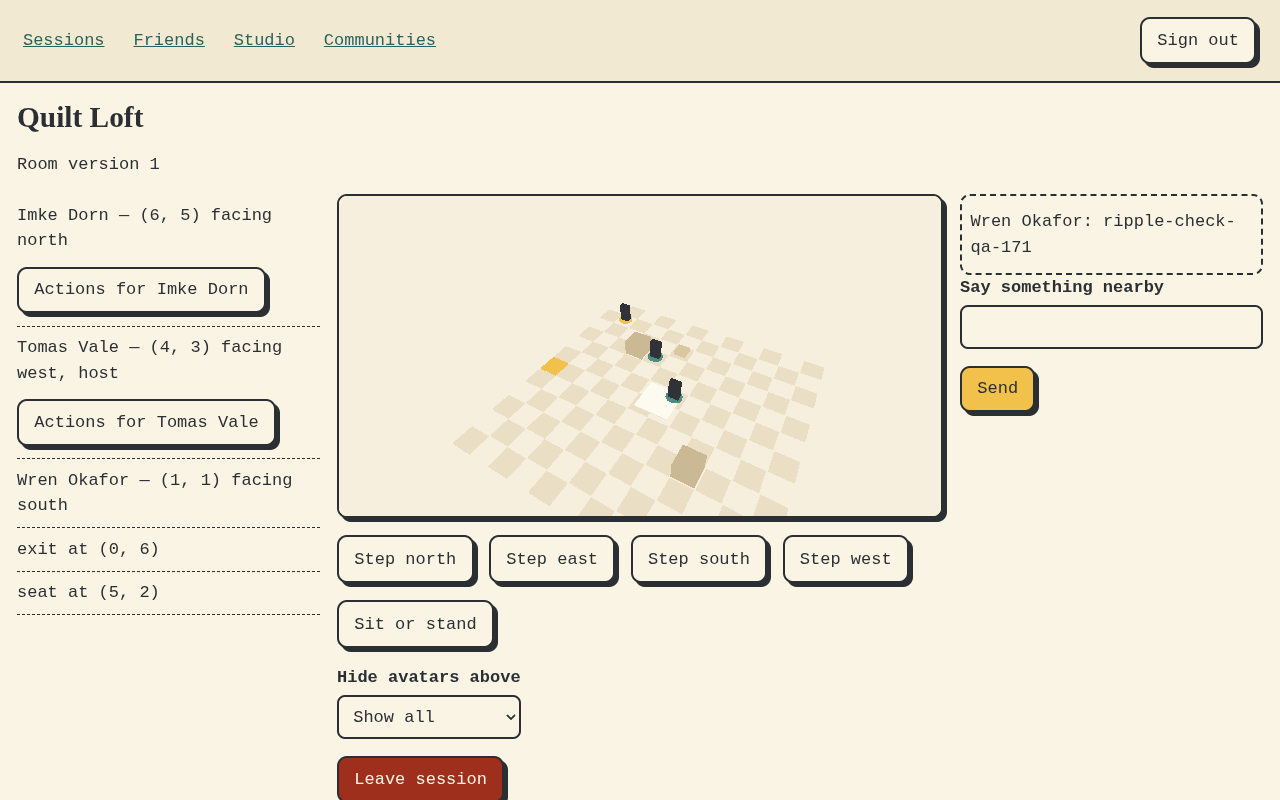 Sessions Friends Studio Communities Sign out
Quilt Loft
Room version 1
Imke Dorn — (6, 5) facing
north
Actions for Imke Dorn
Tomas Vale — (4, 3) facing
west, host
Actions for Tomas Vale
Wren Okafor — (1, 1) facing
south
exit at (0, 6)
seat at (5, 2)
Step north Step east Step south Step west
Sit or stand
Hide avatars above
Show all
Leave session
Wren Okafor: ripple-check-
qa-171
Say something nearby
Send